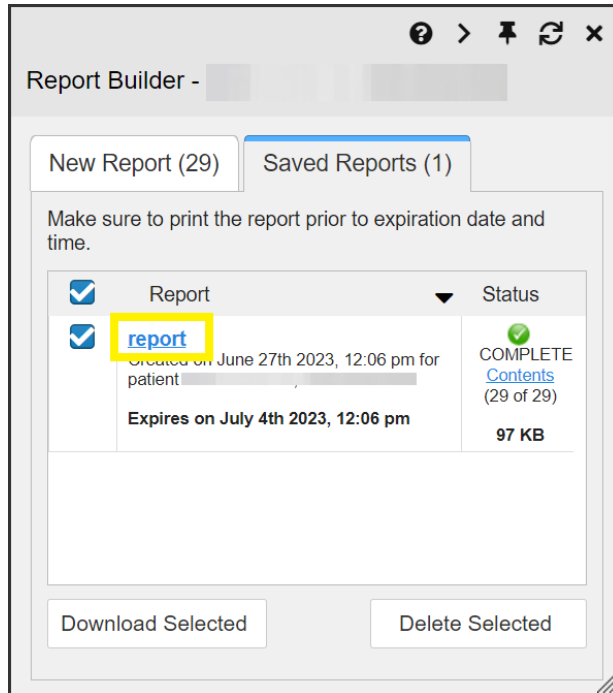 Report Builder -
New Report (29)
Saved Reports (1)
Make sure to print the report prior to expiration date and
time.
Report
Status
report
Created on June 27th 2023, 12:06 pm for
patient
Expires on July 4th 2023, 12:06 pm
COMPLETE
Contents
(29 of 29)
97 KB
Download Selected
Delete Selected